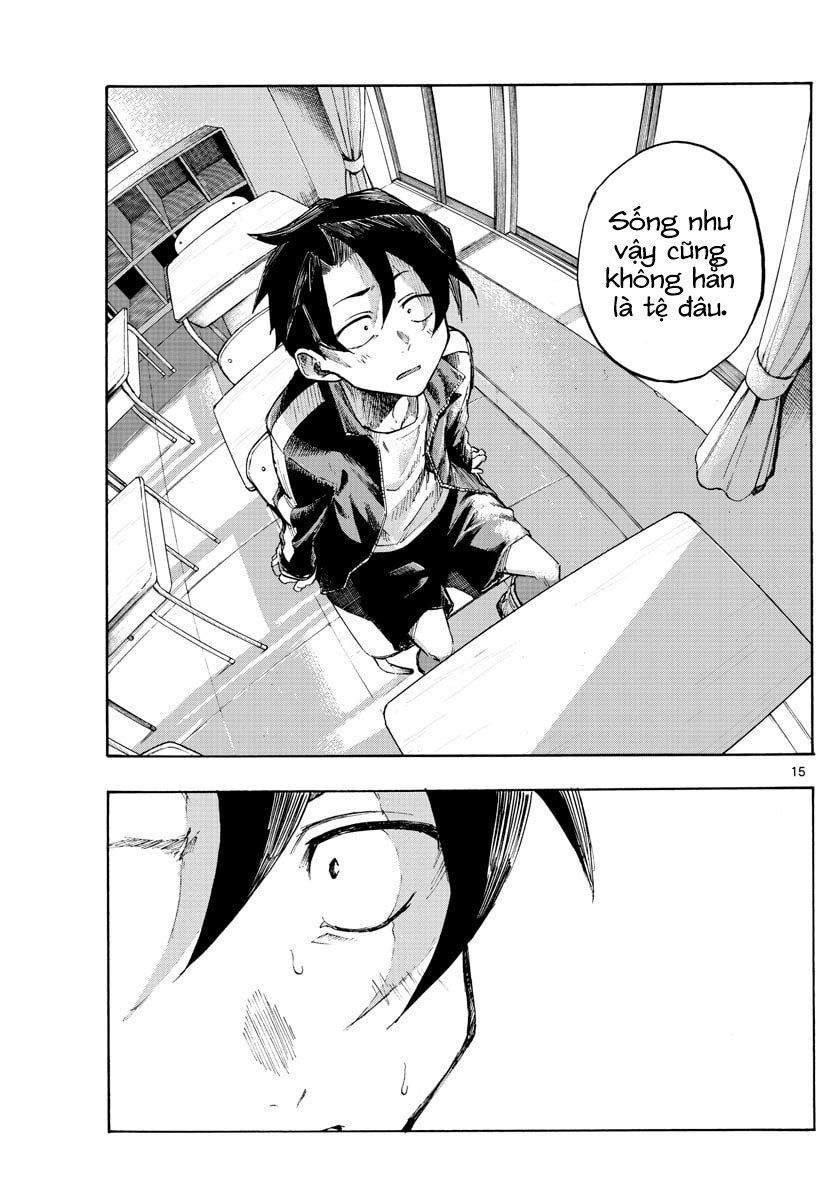 Sống như
vậy cũng
không hẳn
là tệ đâu.
15